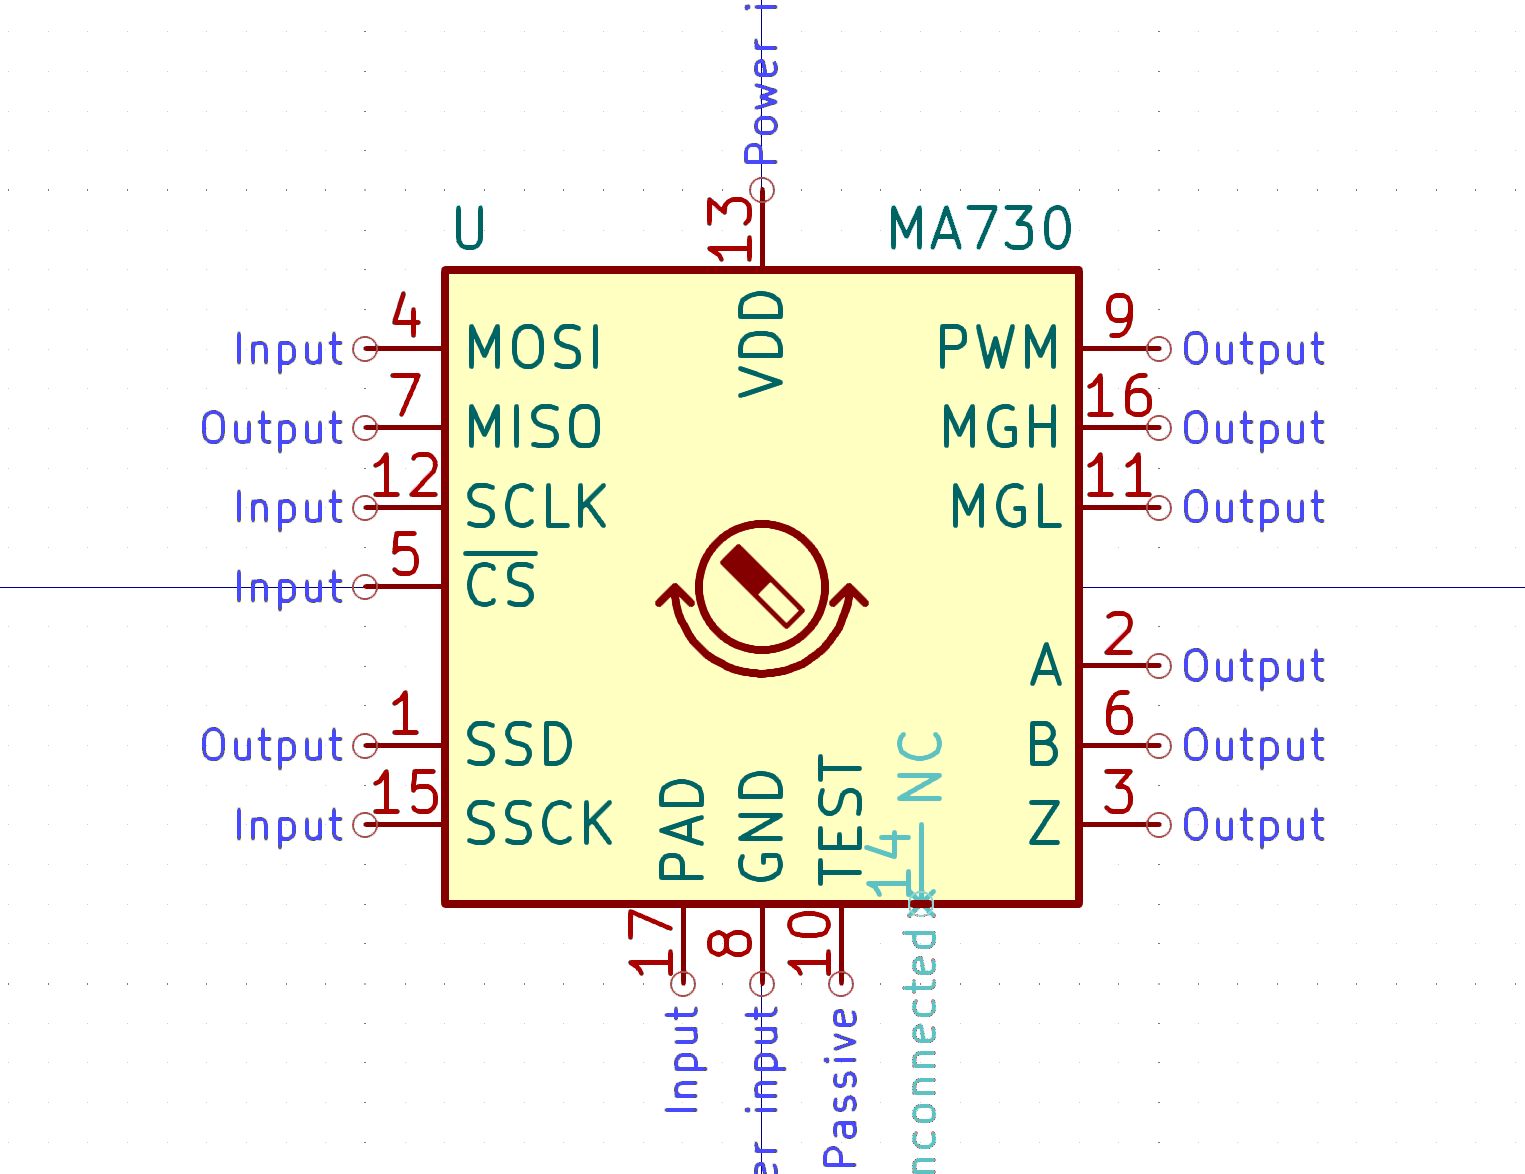 Power i
13
U
MA730
VDD
4
Input
MOSI
7
Output
MISO
12
Input
SCLK
5
Input
CS
1
Output
SSD
15
Input
SSCK
9
PWM
Output
16
MGH
Output
11
MGL
Output
2
A
Output
6
B
Output
3
Z
Output
PAD
17
Input
GND
8
er input
TEST
10
Passive
NC
14
nconnected